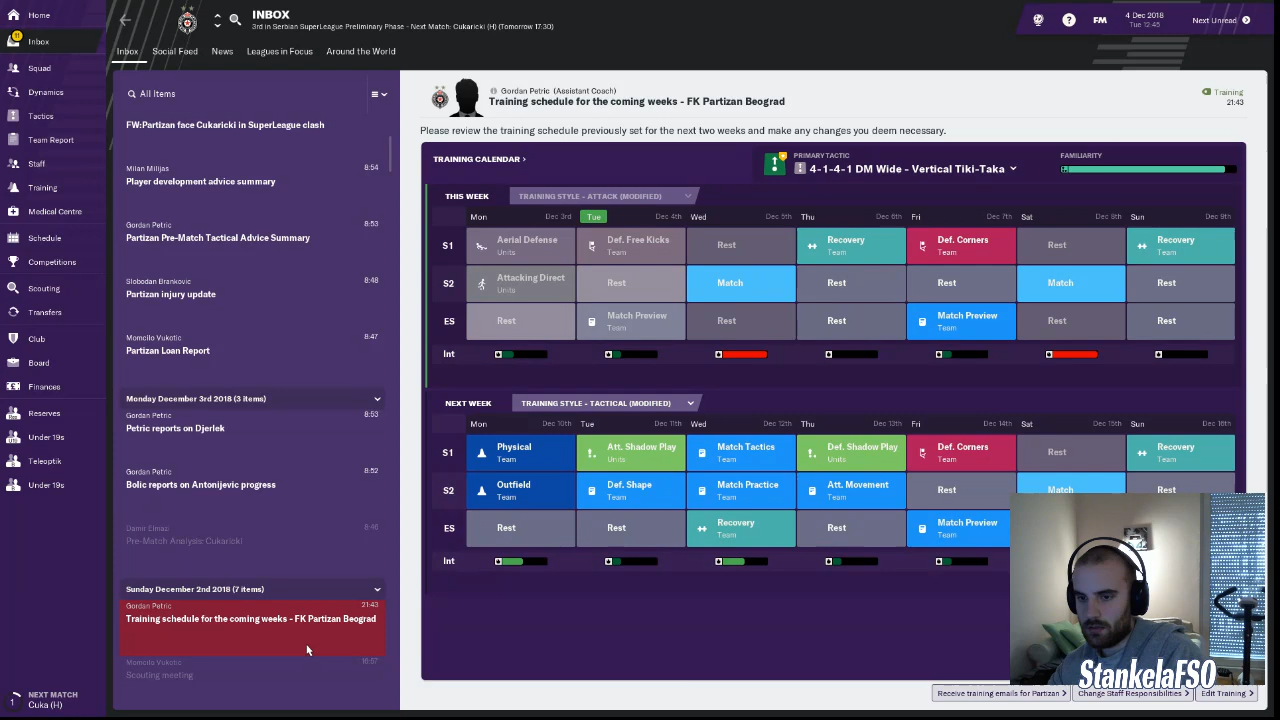 Home
INBOX
3rd in Serbian SuperLeague Preliminary Phase - Next Match: Cukaricki (H) (Tomorrow 17:30)
FM
4 Dec 2018
Tue 12:45
Next Unread
11
Inbox
Squad
Dynamics
Tactics
Team Report
Staff
Training
Medical Centre
Schedule
Competitions
Scouting
Transfers
Club
Board
Finances
Reserves
Under 19s
Teleoptik
Under 19s
1
NEXT MATCH
Cuka (H)
Inbox
Social Feed
News
Leagues in Focus
Around the World
All Items
FW:Partizan face Cukaricki in SuperLeague clash
Milan Milijas
8:54
Player development advice summary
Gordan Petric
8:53
Partizan Pre-Match Tactical Advice Summary
Slobodan Brankovic
8:48
Partizan injury update
Momcilo Vukotic
8:47
Partizan Loan Report
Monday December 3rd 2018 (3 items)
Gordan Petric
8:53
Petric reports on Djerlek
Gordan Petric
8:52
Bolic reports on Antonijevic progress
Damir Elmasi
8:46
Pre-Match Analysis: Cukaricki
Sunday December 2nd 2018 (7 items)
Gordan Petric
21:43
Training schedule for the coming weeks - FK Partizan Beograd
Momcilo Vukotic
16:57
Scouting meeting
Gordan Petric (Assistant Coach)
Training schedule for the coming weeks - FK Partizan Beograd
Training
21:43
Please review the training schedule previously set for the next two weeks and make any changes you deem necessary.
TRAINING CALENDAR
PRIMARY TACTIC
4-1-4-1 DM Wide - Vertical Tiki-Taka
FAMILIARITY
THIS WEEK
TRAINING STYLE - ATTACK (MODIFIED)
Mon Dec 3rd Tue Dec 4th Wed Dec 5th Thu Dec 6th Fri Dec 7th Sat Dec 8th Sun Dec 9th
S1
Aerial Defense
Units
Def. Free Kicks
Team
Rest
Recovery
Team
Def. Corners
Team
Rest
Recovery
Team
S2
Attacking Direct
Units
Rest
Match
Rest
Rest
Match
Rest
ES
Rest
Match Preview
Team
Rest
Rest
Match Preview
Team
Rest
Rest
Int
NEXT WEEK
TRAINING STYLE - TACTICAL (MODIFIED)
Mon Dec 10th Tue Dec 11th Wed Dec 12th Thu Dec 13th Fri Dec 14th Sat Dec 15th Sun Dec 16th
S1
Physical
Team
Att. Shadow Play
Units
Match Tactics
Team
Def. Shadow Play
Units
Def. Corners
Team
Rest
Recovery
Team
S2
Outfield
Team
Def. Shape
Team
Match Practice
Team
Att. Movement
Team
Rest
Match
ES
Rest
Rest
Recovery
Team
Rest
Match Preview
Team
Int
StankelaFSO
Receive training emails for Partizan
Change Staff Responsibilities
Edit Training